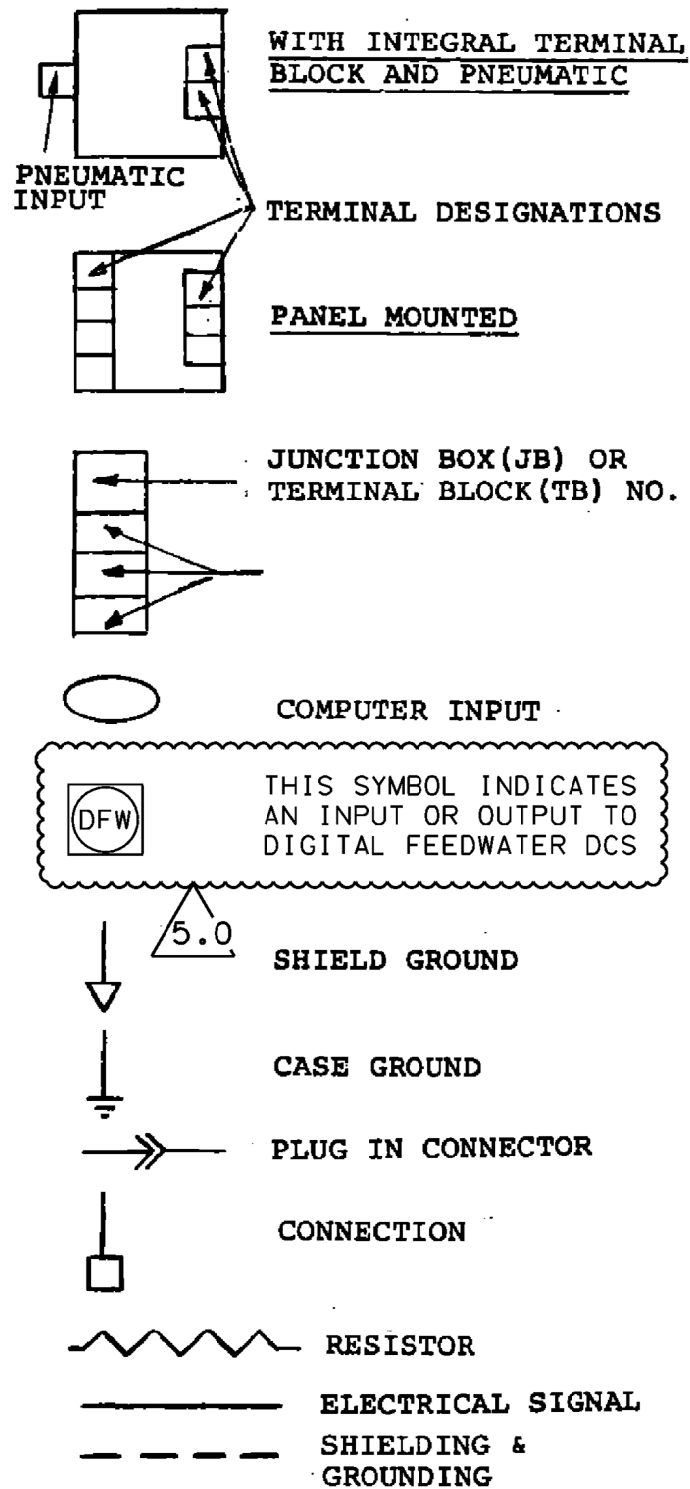 WITH INTEGRAL TERMINAL
BLOCK AND PNEUMATIC
PNEUMATIC
INPUT
TERMINAL DESIGNATIONS
PANEL MOUNTED
JUNCTION BOX(JB) OR
TERMINAL BLOCK(TB) NO.
COMPUTER INPUT
DFW
THIS SYMBOL INDICATES
AN INPUT OR OUTPUT TO
DIGITAL FEEDWATER DCS
5.0
SHIELD GROUND
CASE GROUND
PLUG IN CONNECTOR
CONNECTION
RESISTOR
ELECTRICAL SIGNAL
SHIELDING &
GROUNDING